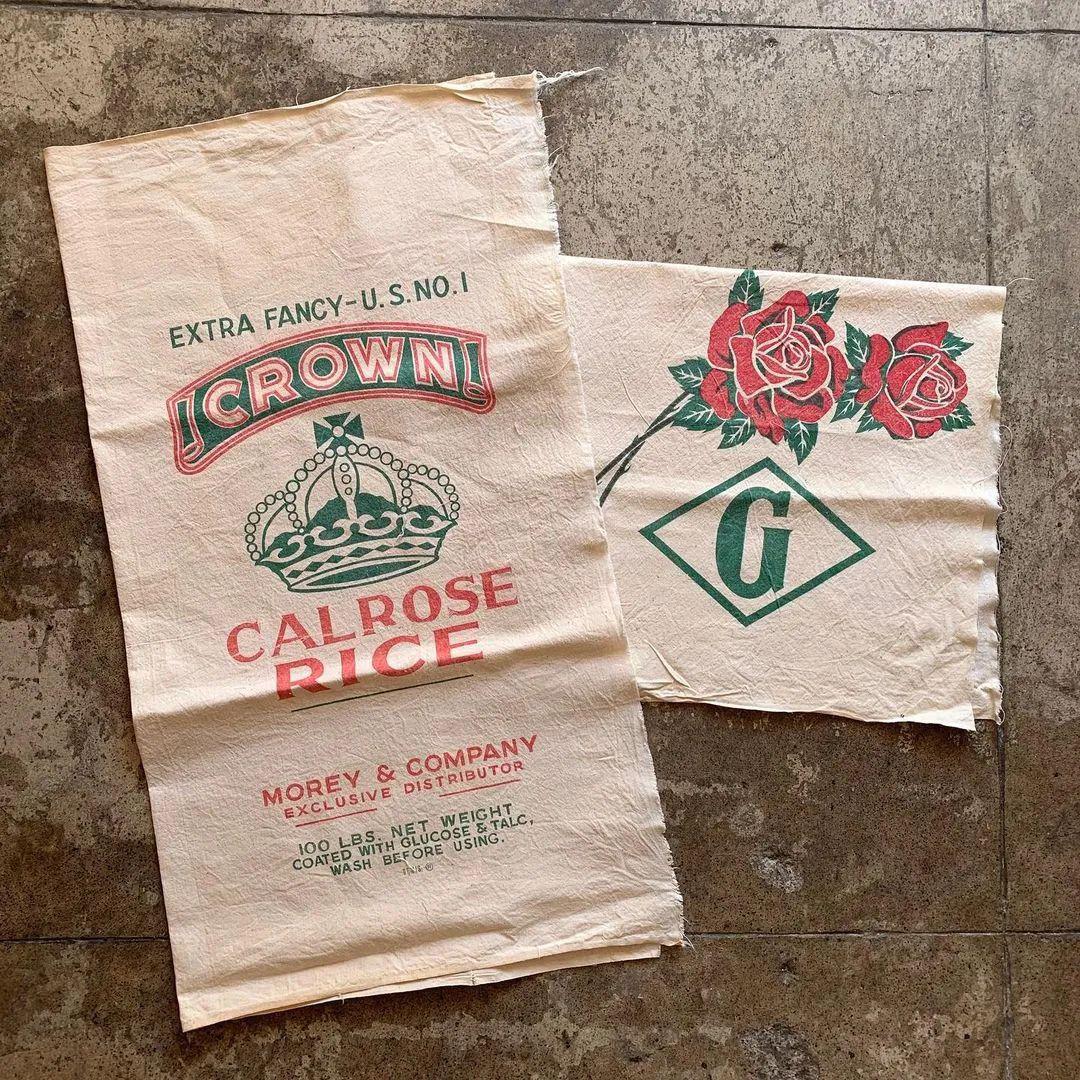 EXTRA FANCY-U.S.NO.1
CROWN
CALROSE
RICE
MOREY & COMPANY
EXCLUSIVE DISTRIBUTOR
100 LBS. NET WEIGHT
COATED WITH GLUCOSE & TALC,
WASH BEFORE USING.
G